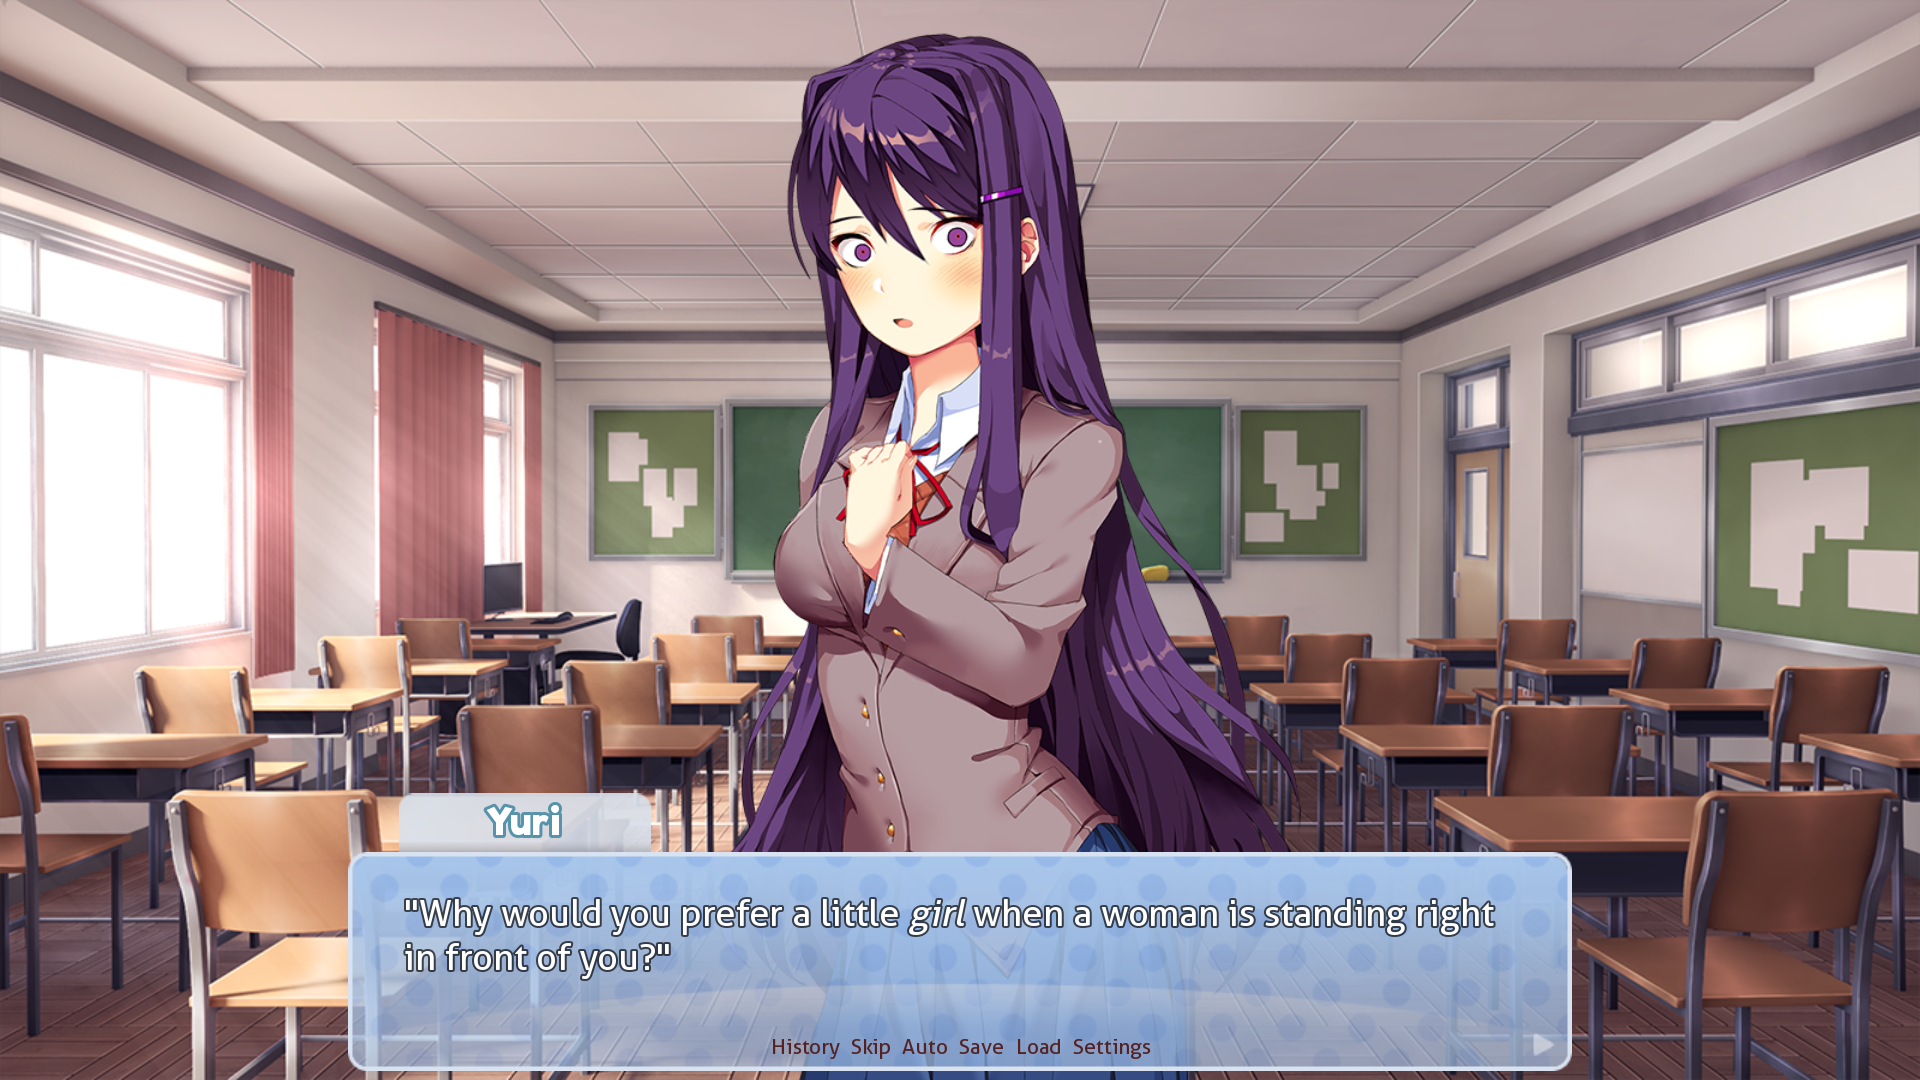 Yuri
"Why would you prefer a little girl when a woman is standing right
in front of you?"
History Skip Auto Save Load Settings